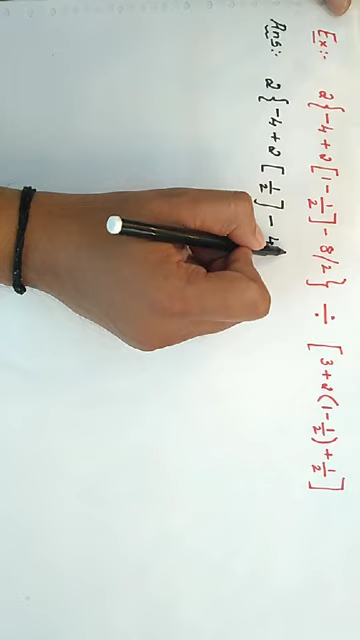 Ex:- 2{-4+2[1-1/2]-8/2} ÷ [3+2(1-1/2)+1/2]
Ans:- 2{-4+2[1/2]-4